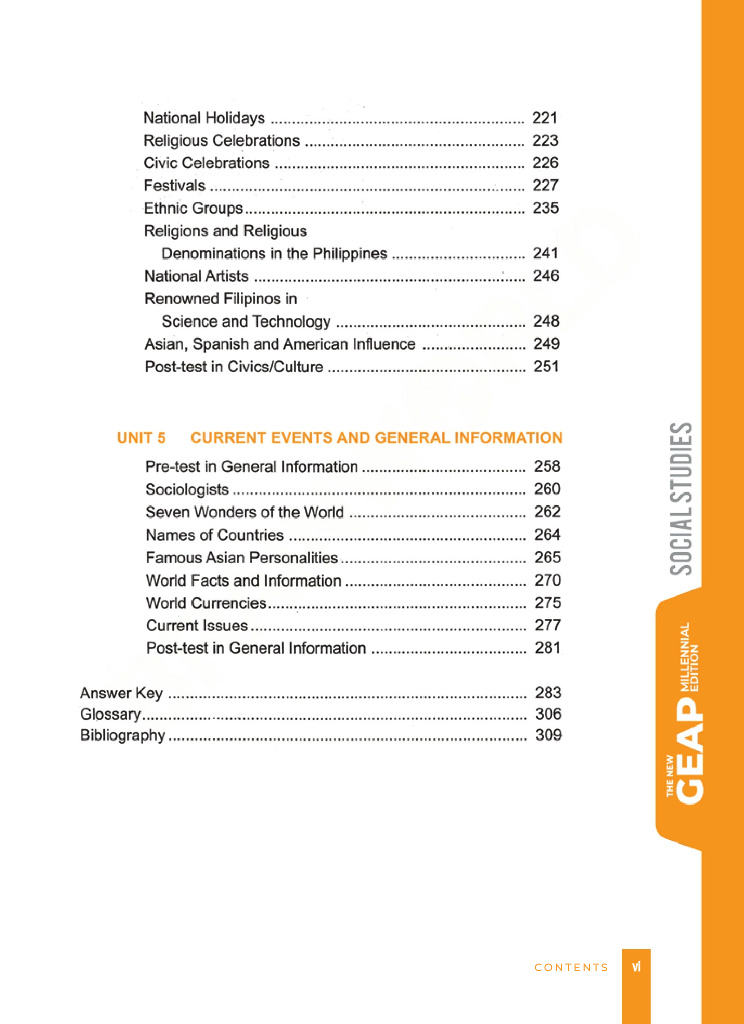 National Holidays ........................................................... 221
Religious Celebrations ................................................... 223
Civic Celebrations .......................................................... 226
Festivals ......................................................................... 227
Ethnic Groups................................................................. 235
Religions and Religious
Denominations in the Philippines ............................... 241
National Artists ............................................................... 246
Renowned Filipinos in
Science and Technology ............................................ 248
Asian, Spanish and American Influence ........................ 249
Post-test in Civics/Culture .............................................. 251
UNIT 5 CURRENT EVENTS AND GENERAL INFORMATION
Pre-test in General Information ...................................... 258
Sociologists .................................................................... 260
Seven Wonders of the World ......................................... 262
Names of Countries ....................................................... 264
Famous Asian Personalities........................................... 265
World Facts and Information .......................................... 270
World Currencies............................................................ 275
Current Issues................................................................ 277
Post-test in General Information .................................... 281
Answer Key ................................................................................... 283
Glossary......................................................................................... 306
Bibliography ................................................................................... 309
SOCIAL STUDIES
THE NEW
GEAP
MILLENNIAL
EDITION
CONTENTS vi